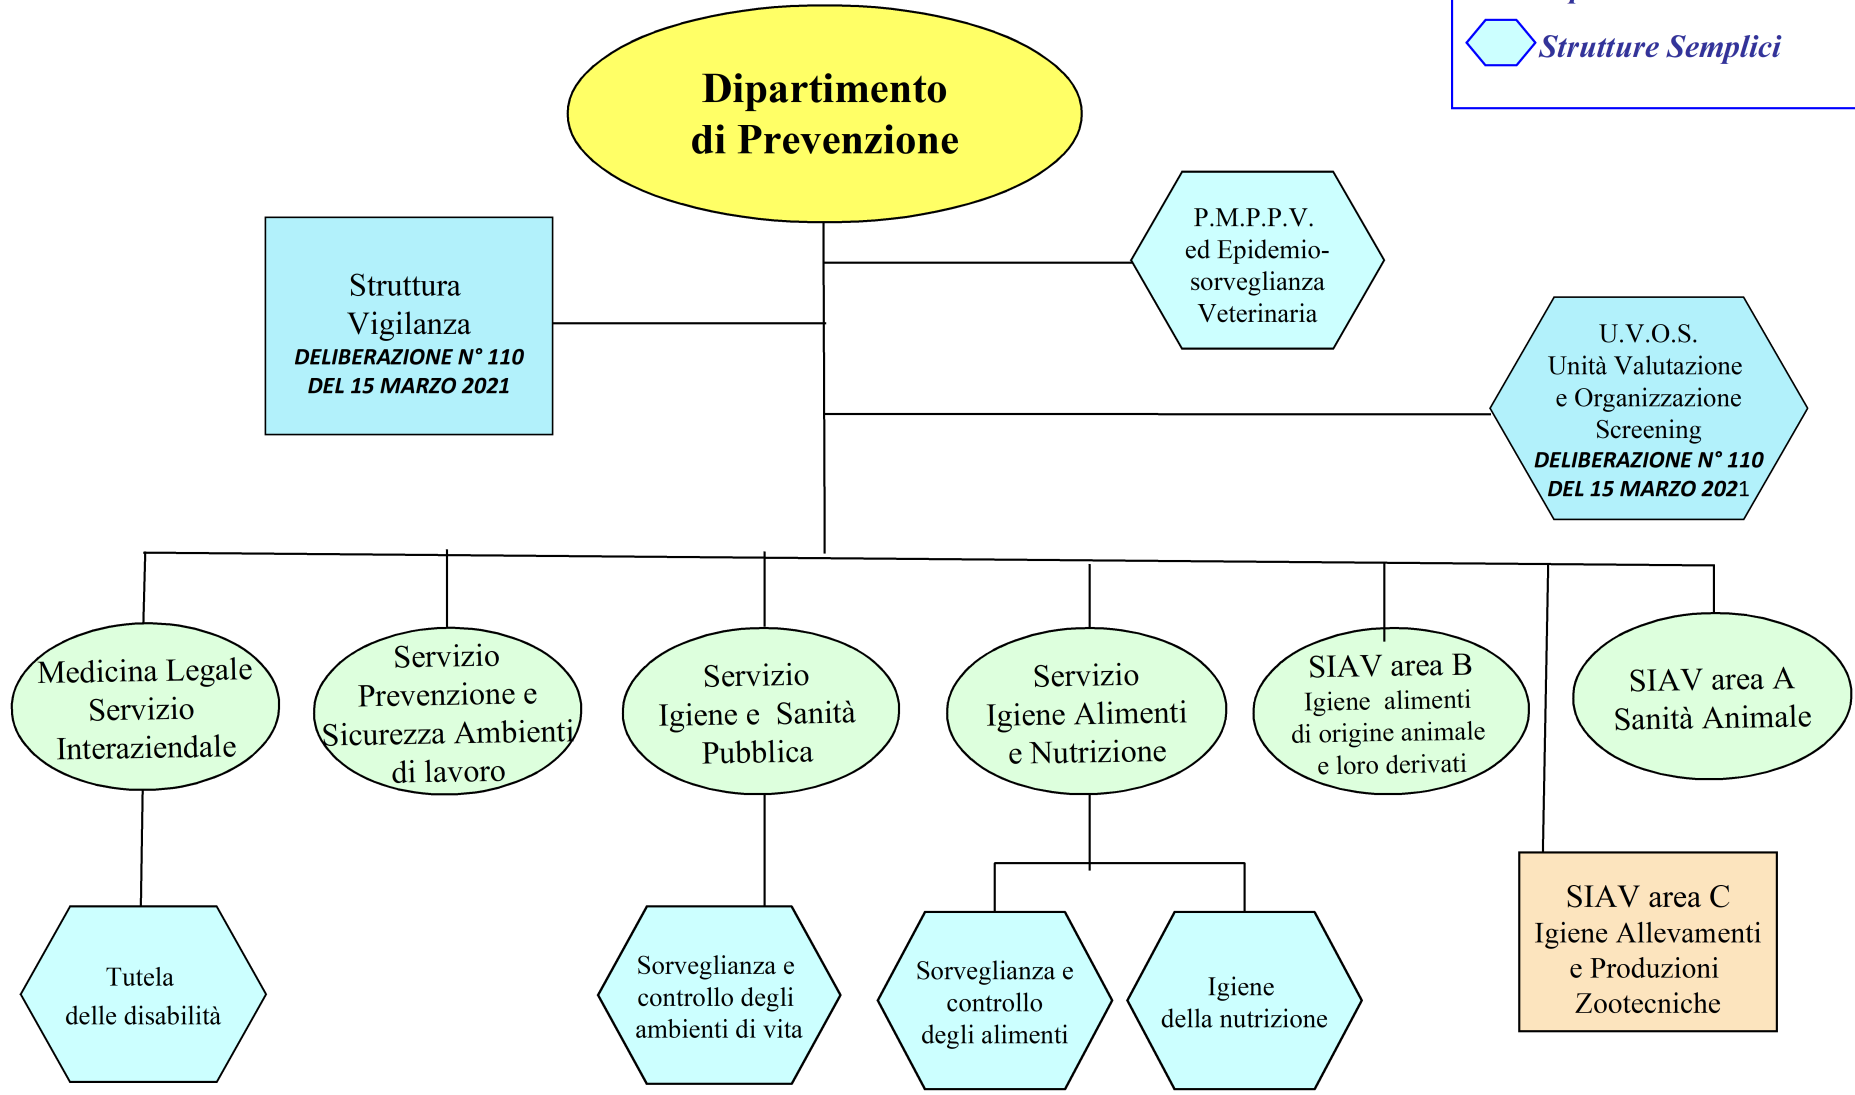 Strutture Semplici
Dipartimento
di Prevenzione
P.M.P.P.V.
ed Epidemio-
sorveglianza
Veterinaria
Struttura
Vigilanza
DELIBERAZIONE N° 110
DEL 15 MARZO 2021
U.V.O.S.
Unità Valutazione
e Organizzazione
Screening
DELIBERAZIONE N° 110
DEL 15 MARZO 2021
Medicina Legale
Servizio
Interaziendale
Servizio
Prevenzione e
Sicurezza Ambienti
di lavoro
Servizio
Igiene e Sanità
Pubblica
Servizio
Igiene Alimenti
e Nutrizione
SIAV area B
Igiene alimenti
di origine animale
e loro derivati
SIAV area A
Sanità Animale
Tutela
delle disabilità
Sorveglianza e
controllo degli
ambienti di vita
Sorveglianza e
controllo
degli alimenti
Igiene
della nutrizione
SIAV area C
Igiene Allevamenti
e Produzioni
Zootecniche